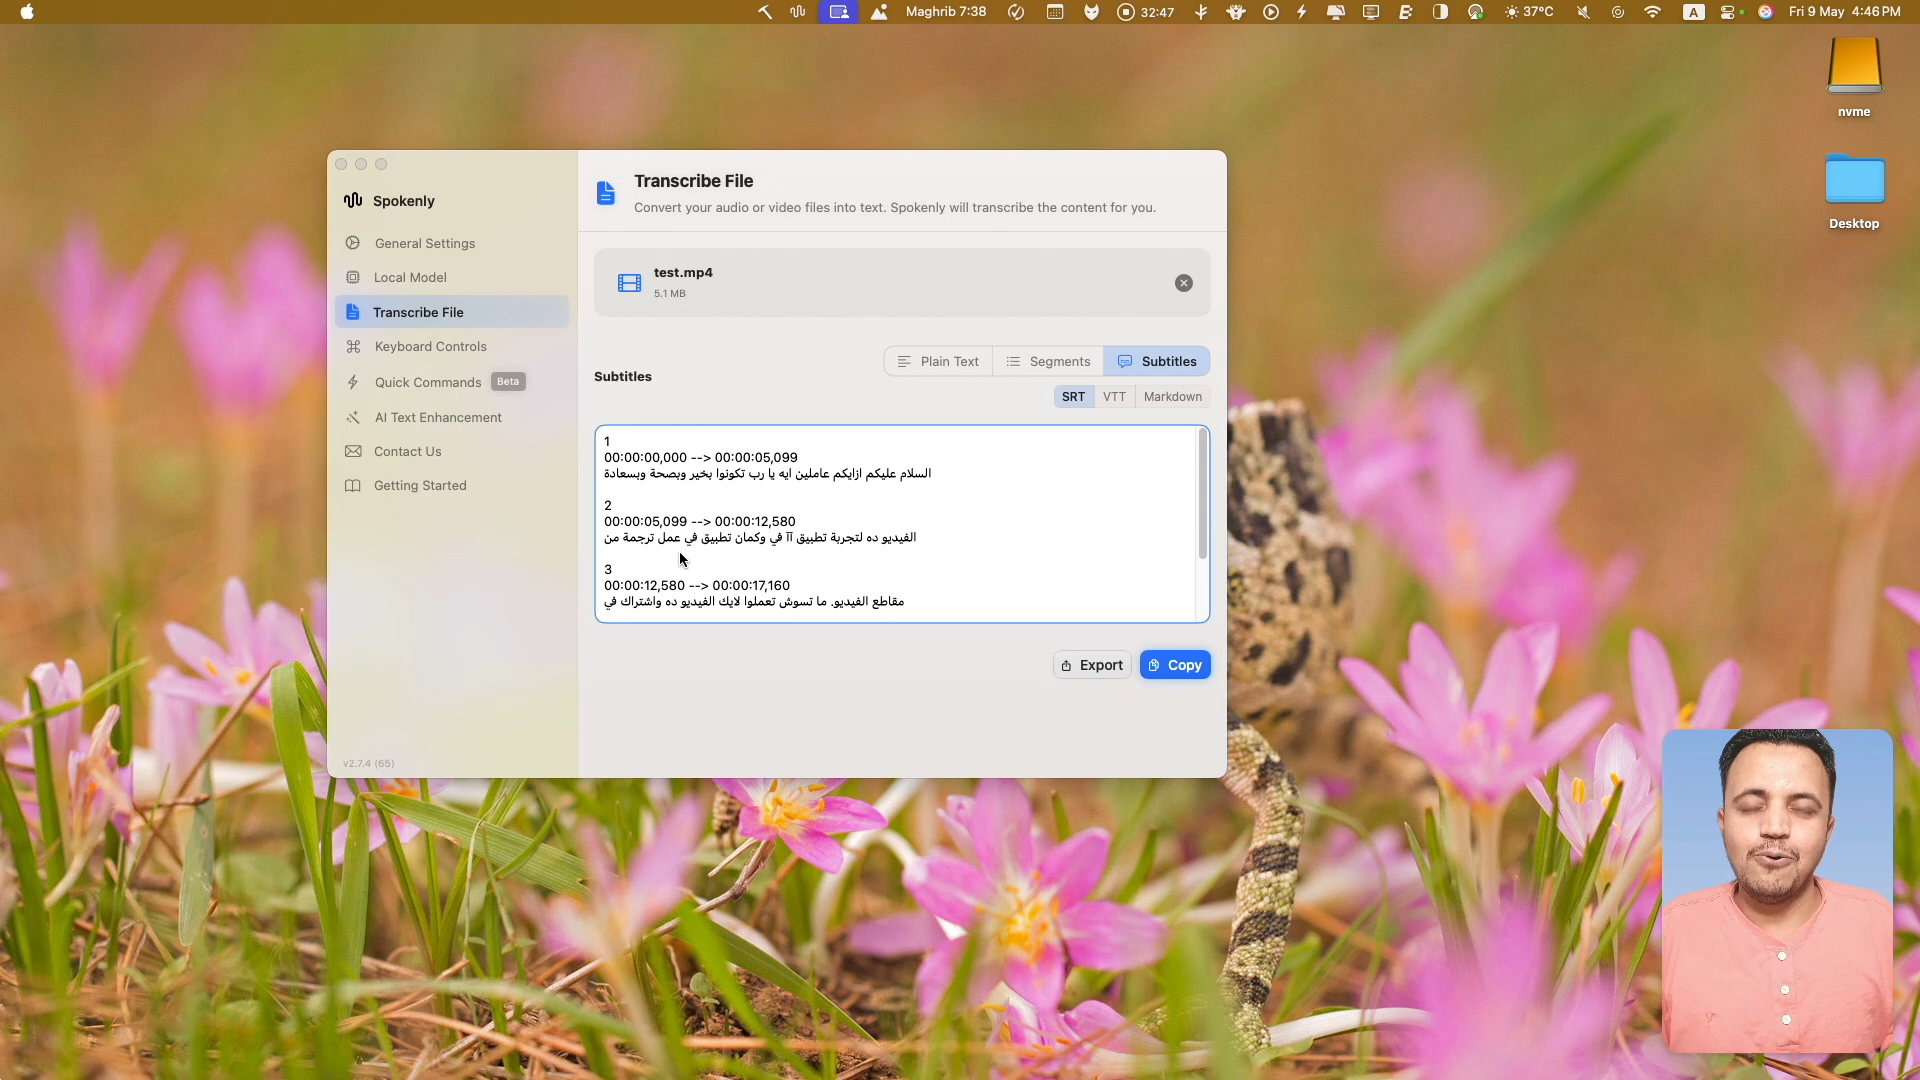 Maghrib 7:38
32:47
37°C
A
Fri 9 May 4:46 PM
nvme
Desktop
Spokenly
General Settings
Local Model
Transcribe File
Keyboard Controls
Quick Commands Beta
AI Text Enhancement
Contact Us
Getting Started
v2.7.4 (65)
Transcribe File
Convert your audio or video files into text. Spokenly will transcribe the content for you.
test.mp4
5.1 MB
Subtitles
Plain Text Segments Subtitles
SRT VTT Markdown
1
00:00:00,000 --> 00:00:05,099
السلام عليكم ازايكم عاملين ايه يا رب تكونوا بخير وبصحة وبسعادة
2
00:00:05,099 --> 00:00:12,580
الفيديو ده لتجربة تطبيق آآ في وكمان تطبيق في عمل ترجمة من
3
00:00:12,580 --> 00:00:17,160
مقاطع الفيديو. ما تسوش تعملوا لايك الفيديو ده واشتراك في
Export
Copy